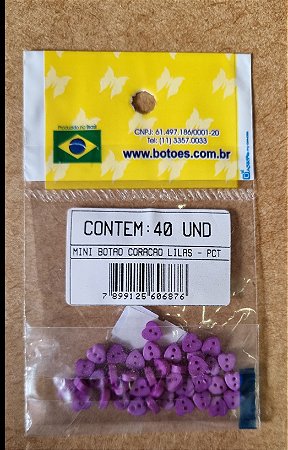 Produzido no Brasil
CNPJ: 61.497.186/0001-20
Tel: (11) 3357.0033
www.botoes.com.br
CONTEM: 40 UND
MINI BOTAO CORACAO LILAS - PCT
7 899125 606876